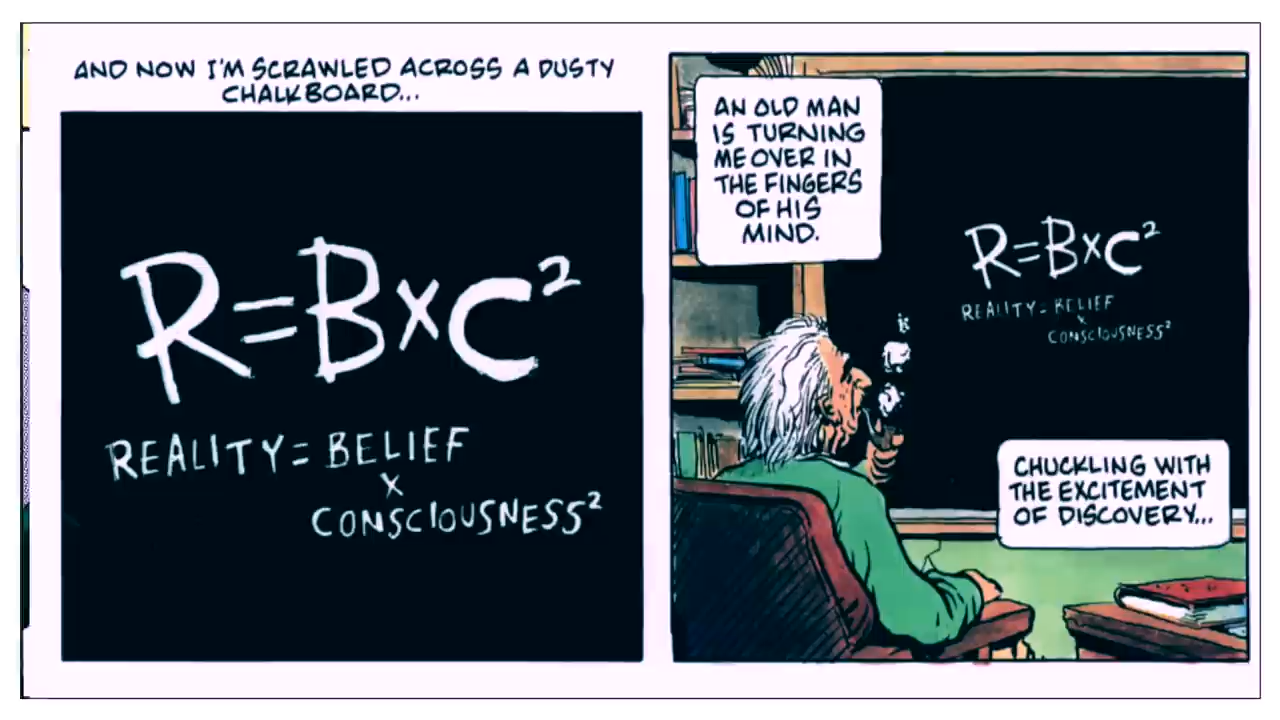 AND NOW I'M SCRAWLED ACROSS A DUSTY
CHALKBOARD...
R=B×C²
REALITY = BELIEF
×
CONSCIOUSNESS²
AN OLD MAN
IS TURNING
ME OVER IN
THE FINGERS
OF HIS
MIND.
R=B×C²
REALITY = BELIEF
×
CONSCIOUSNESS²
CHUCKLING WITH
THE EXCITEMENT
OF DISCOVERY...